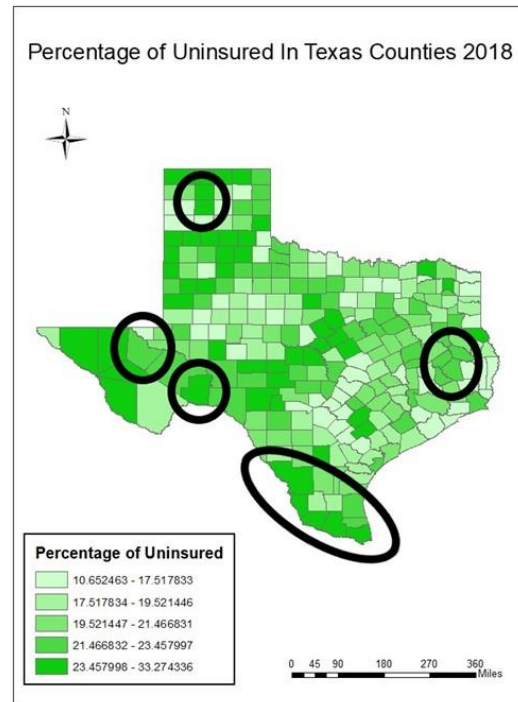 Percentage of Uninsured In Texas Counties 2018
N
Percentage of Uninsured
10.652463 - 17.517833
17.517834 - 19.521446
19.521447 - 21.466831
21.466832 - 23.457997
23.457998 - 33.274336
0 45 90 180 270 360
Miles